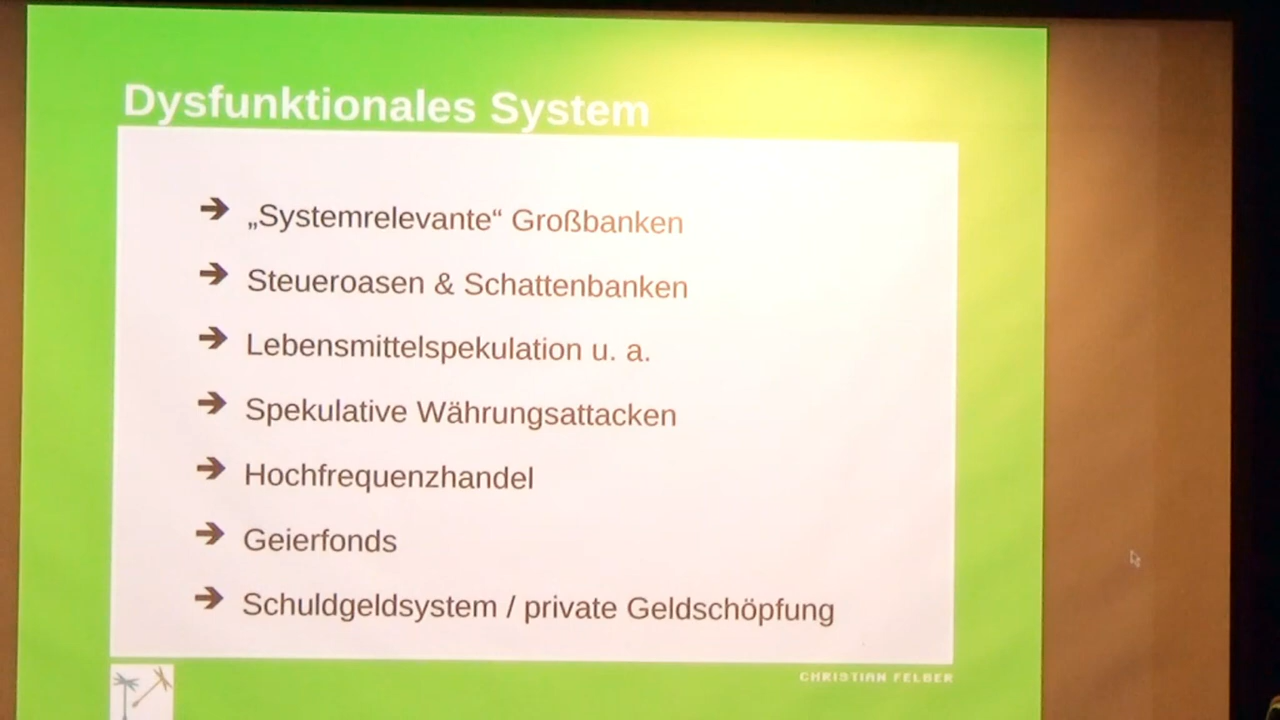 Dysfunktionales System
„Systemrelevante“ Großbanken
Steueroasen & Schattenbanken
Lebensmittelspekulation u. a.
Spekulative Währungsattacken
Hochfrequenzhandel
Geierfonds
Schuldgeldsystem / private Geldschöpfung
CHRISTIAN FELBER